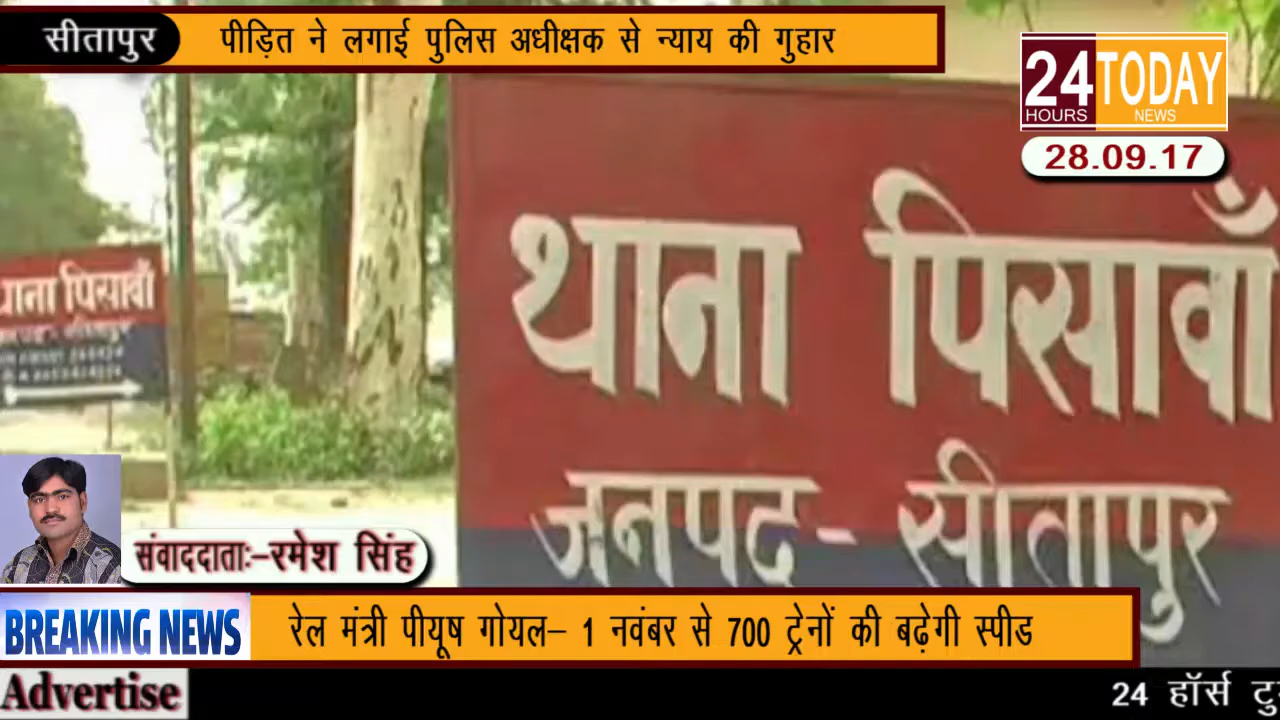 सीतापुर
पीड़ित ने लगाई पुलिस अधीक्षक से न्याय की गुहार
24 HOURS TODAY NEWS
28.09.17
थाना पिसावाँ
जनपद - सीतापुर
थाना पिसावाँ
संवाददाताः-रमेश सिंह
BREAKING NEWS
रेल मंत्री पीयूष गोयल– 1 नवंबर से 700 ट्रेनों की बढ़ेगी स्पीड
Advertise
24 हॉर्स